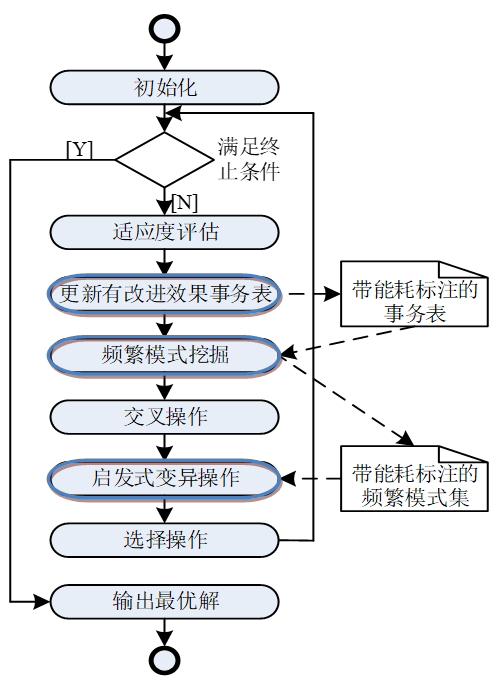 初始化
满足终
止条件
[Y]
[N]
适应度评估
更新有改进效果事务表
带能耗标注的
事务表
频繁模式挖掘
交叉操作
启发式变异操作
带能耗标注的
频繁模式集
选择操作
输出最优解